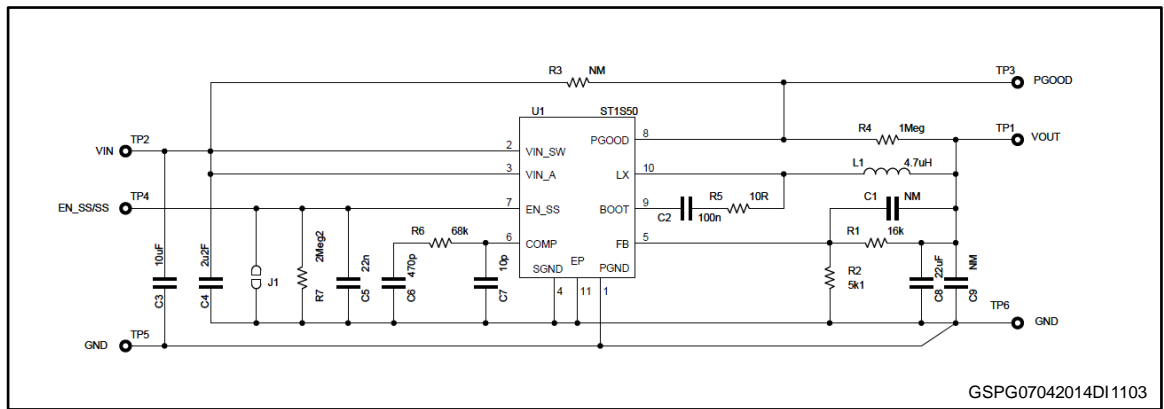 R3 NM
TP3
PGOOD
U1 ST1S50
PGOOD 8
R4 1Meg
TP1
VOUT
TP2
VIN
2 VIN_SW
3 VIN_A
LX 10
L1 4.7uH
TP4
EN_SS/SS
7 EN_SS
BOOT 9
C2 100n
R5 10R
C1 NM
R6 68k
6 COMP
FB 5
R1 16k
SGND EP PGND
4 11 1
C3 10uF
C4 2u2F
J1
R7 2Meg2
C5 22n
C6 470p
C7 10p
R2
5k1
C8 22uF
C9 NM
TP6
GND
TP5
GND
GSPG07042014DI1103